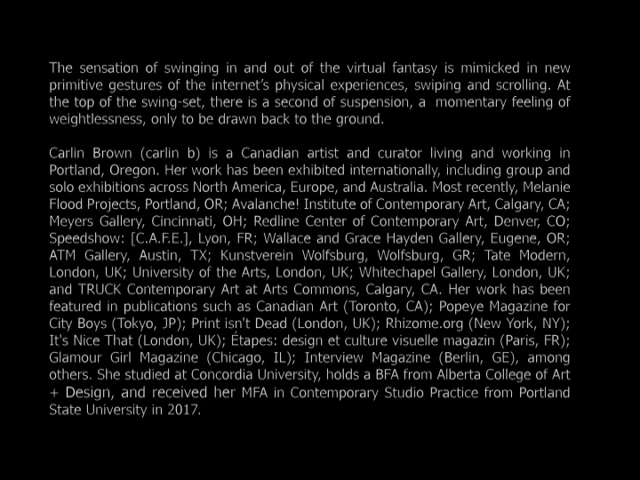 The sensation of swinging in and out of the virtual fantasy is mimicked in new
primitive gestures of the internet's physical experiences, swiping and scrolling. At
the top of the swing-set, there is a second of suspension, a momentary feeling of
weightlessness, only to be drawn back to the ground.
Carlin Brown (carlin b) is a Canadian artist and curator living and working in
Portland, Oregon. Her work has been exhibited internationally, including group and
solo exhibitions across North America, Europe, and Australia. Most recently, Melanie
Flood Projects, Portland, OR; Avalanche! Institute of Contemporary Art, Calgary, CA;
Meyers Gallery, Cincinnati, OH; Redline Center of Contemporary Art, Denver, CO;
Speedshow: [C.A.F.E.], Lyon, FR; Wallace and Grace Hayden Gallery, Eugene, OR;
ATM Gallery, Austin, TX; Kunstverein Wolfsburg, Wolfsburg, GR; Tate Modern,
London, UK; University of the Arts, London, UK; Whitechapel Gallery, London, UK;
and TRUCK Contemporary Art at Arts Commons, Calgary, CA. Her work has been
featured in publications such as Canadian Art (Toronto, CA); Popeye Magazine for
City Boys (Tokyo, JP); Print isn't Dead (London, UK); Rhizome.org (New York, NY);
It's Nice That (London, UK); Étapes: design et culture visuelle magazin (Paris, FR);
Glamour Girl Magazine (Chicago, IL); Interview Magazine (Berlin, GE), among
others. She studied at Concordia University, holds a BFA from Alberta College of Art
+ Design, and received her MFA in Contemporary Studio Practice from Portland
State University in 2017.